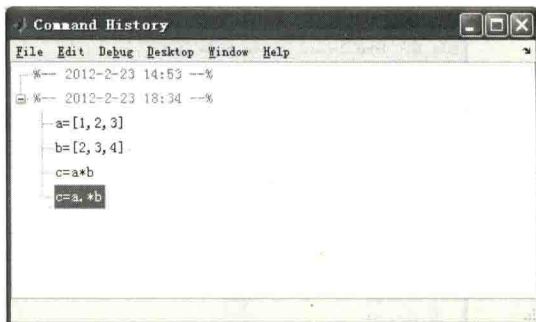 Command History
File Edit Debug Desktop Window Help
%-- 2012-2-23 14:53 --%
%-- 2012-2-23 18:34 --%
a=[1,2,3]
b=[2,3,4]
c=a*b
c=a.*b